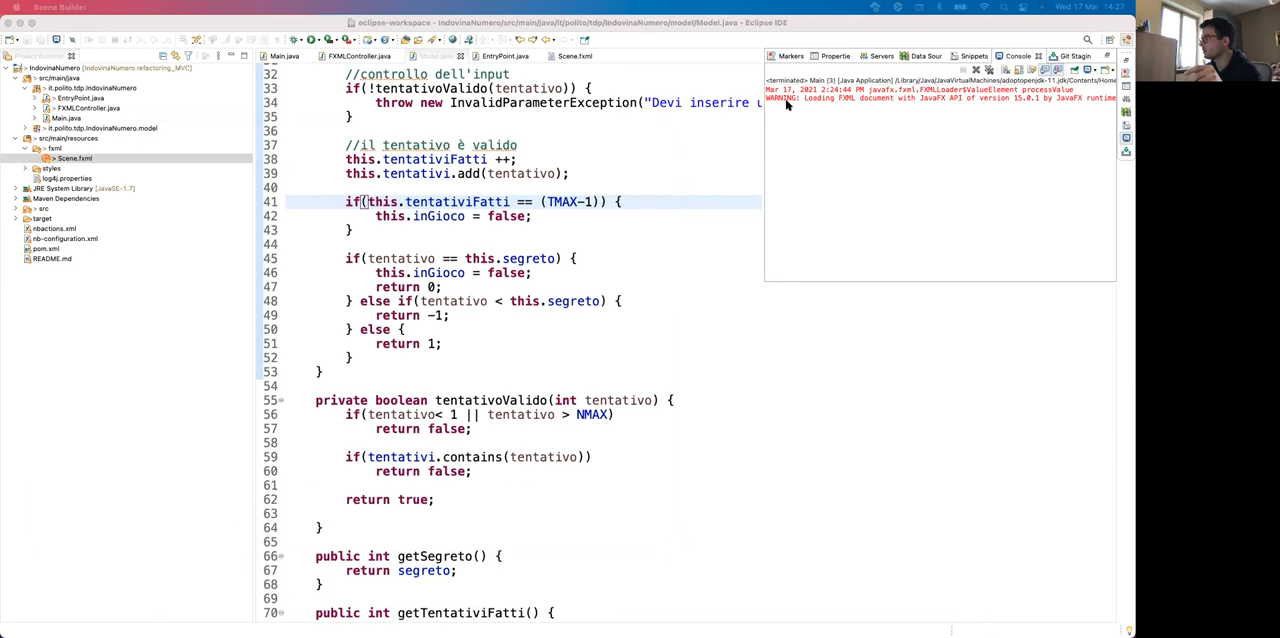 Scene Builder
Wed 17 Mar 14:27
eclipse-workspace - IndovinaNumero/src/main/java/it/polito/tdp/IndovinaNumero/model/Model.java - Eclipse IDE
Project Explorer
Main.java
FXMLController.java
Model.java
EntryPoint.java
Scene.fxml
Markers
Propertie
Servers
Data Sour
Snippets
Console
Git Stagin
> IndovinaNumero [IndovinaNumero refactoring_MVC]
src/main/java
> it.polito.tdp.IndovinaNumero
> EntryPoint.java
> FXMLController.java
> Main.java
> it.polito.tdp.IndovinaNumero.model
> src/main/resources
> fxml
> Scene.fxml
styles
log4j.properties
JRE System Library [JavaSE-1.7]
Maven Dependencies
> src
target
nbactions.xml
nb-configuration.xml
pom.xml
README.md
32 //controllo dell'input
33 if(!tentativoValido(tentativo)) {
34 throw new InvalidParameterException("Devi inserire u
35 }
36
37 //il tentativo è valido
38 this.tentativiFatti ++;
39 this.tentativi.add(tentativo);
40
41 if(this.tentativiFatti == (TMAX-1)) {
42 this.inGioco = false;
43 }
44
45 if(tentativo == this.segreto) {
46 this.inGioco = false;
47 return 0;
48 } else if(tentativo < this.segreto) {
49 return -1;
50 } else {
51 return 1;
52 }
53 }
54
55 private boolean tentativoValido(int tentativo) {
56 if(tentativo< 1 || tentativo > NMAX)
57 return false;
58
59 if(tentativi.contains(tentativo))
60 return false;
61
62 return true;
63
64 }
65
66 public int getSegreto() {
67 return segreto;
68 }
69
70 public int getTentativiFatti() {
<terminated> Main (3) [Java Application] /Library/Java/JavaVirtualMachines/adoptopenjdk-11.jdk/Contents/Home
Mar 17, 2021 2:24:44 PM javafx.fxml.FXMLLoader$ValueElement processValue
WARNING: Loading FXML document with JavaFX API of version 15.0.1 by JavaFX runtime